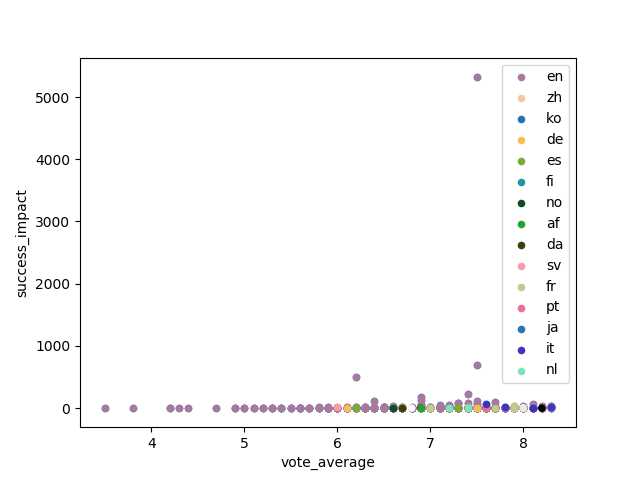 5000
4000
3000
2000
1000
0
success_impact
4
5
6
7
8
vote_average
en
zh
ko
de
es
fi
no
af
da
sv
fr
pt
ja
it
nl